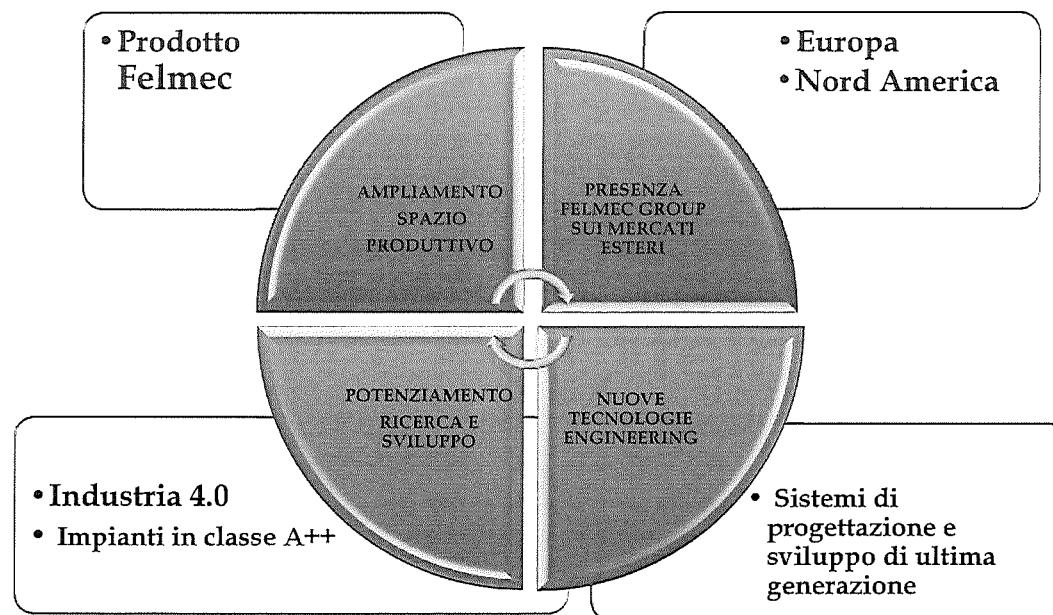 • Prodotto
Felmec
• Europa
• Nord America
AMPLIAMENTO
SPAZIO
PRODUTTIVO
PRESENZA
FELMEC GROUP
SUI MERCATI
ESTERI
POTENZIAMENTO
RICERCA E
SVILUPPO
NUOVE
TECNOLOGIE
ENGINEERING
• Industria 4.0
• Impianti in classe A++
• Sistemi di
progettazione e
sviluppo di ultima
generazione